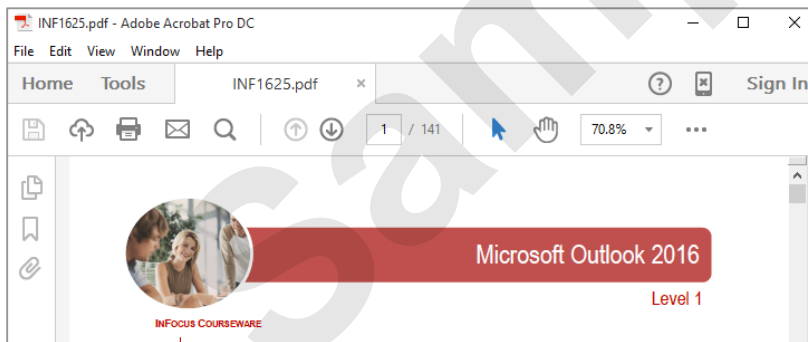 INF1625.pdf - Adobe Acrobat Pro DC
File Edit View Window Help
Home Tools INF1625.pdf × Sign In
1 / 141 70.8%
Microsoft Outlook 2016
Level 1
INFOCUS COURSEWARE
Sam